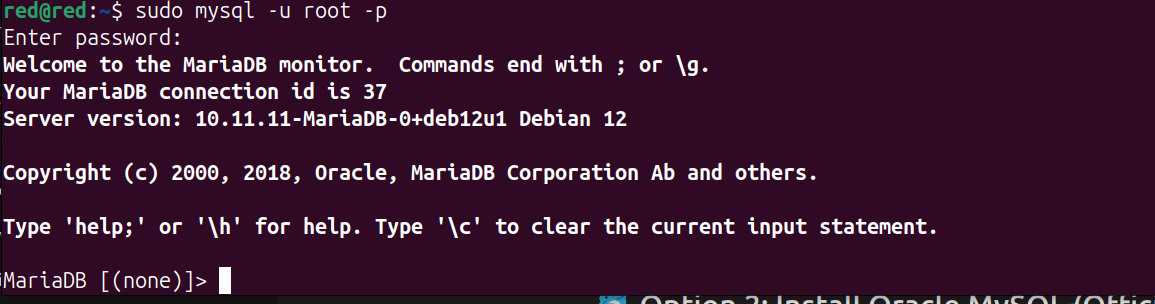 red@red:~$ sudo mysql -u root -p
Enter password:
Welcome to the MariaDB monitor.  Commands end with ; or \g.
Your MariaDB connection id is 37
Server version: 10.11.11-MariaDB-0+deb12u1 Debian 12
Copyright (c) 2000, 2018, Oracle, MariaDB Corporation Ab and others.
Type 'help;' or '\h' for help. Type '\c' to clear the current input statement.
MariaDB [(none)]>
Option 2: Install Oracle MySQL